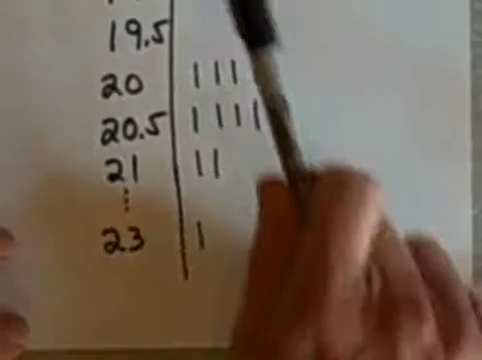 19.5
20 | | |
20.5 | | | |
21 | |
⋮
23 |